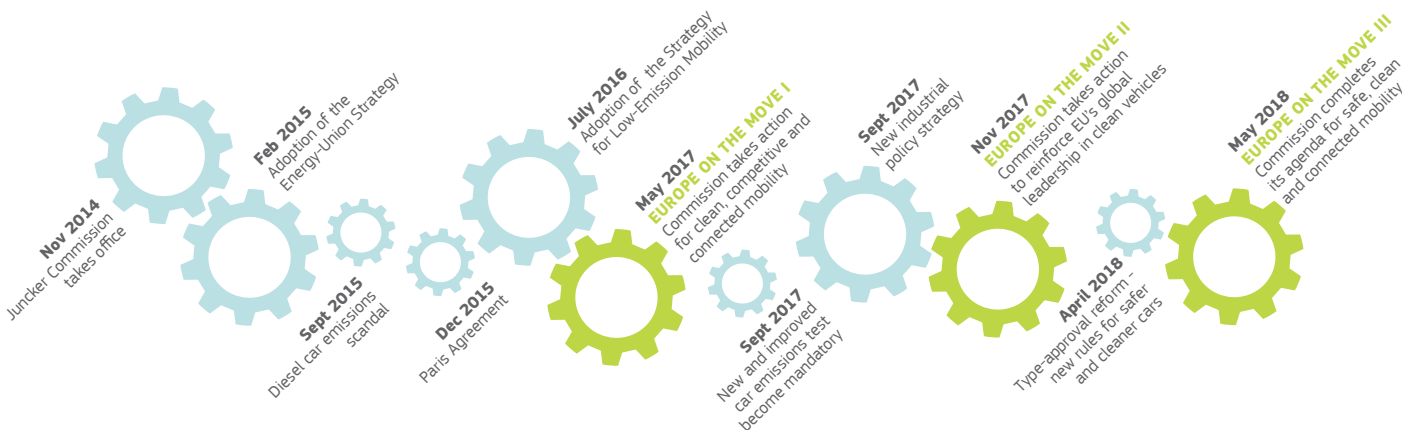 Nov 2014
Juncker Commission
takes office
Feb 2015
Adoption of the
Energy-Union Strategy
Sept 2015
Diesel car emissions
scandal
Dec 2015
Paris Agreement
July 2016
Adoption of the Strategy
for Low-Emission Mobility
May 2017
EUROPE ON THE MOVE I
Commission takes action
for clean, competitive and
connected mobility
Sept 2017
New and improved
car emissions test
become mandatory
Sept 2017
New industrial
policy strategy
Nov 2017
EUROPE ON THE MOVE II
Commission takes action
to reinforce EU's global
leadership in clean vehicles
April 2018
Type-approval reform -
new rules for safer
and cleaner cars
May 2018
EUROPE ON THE MOVE III
Commission completes
its agenda for safe, clean
and connected mobility